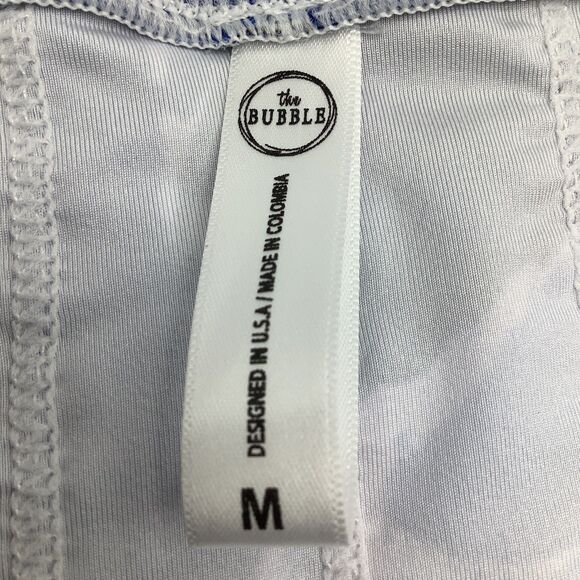 the
BUBBLE
DESIGNED IN U.S.A / MADE IN COLOMBIA
M